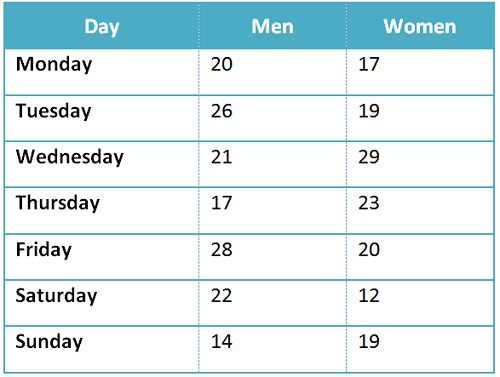 Day Men Women
Monday 20 17
Tuesday 26 19
Wednesday 21 29
Thursday 17 23
Friday 28 20
Saturday 22 12
Sunday 14 19